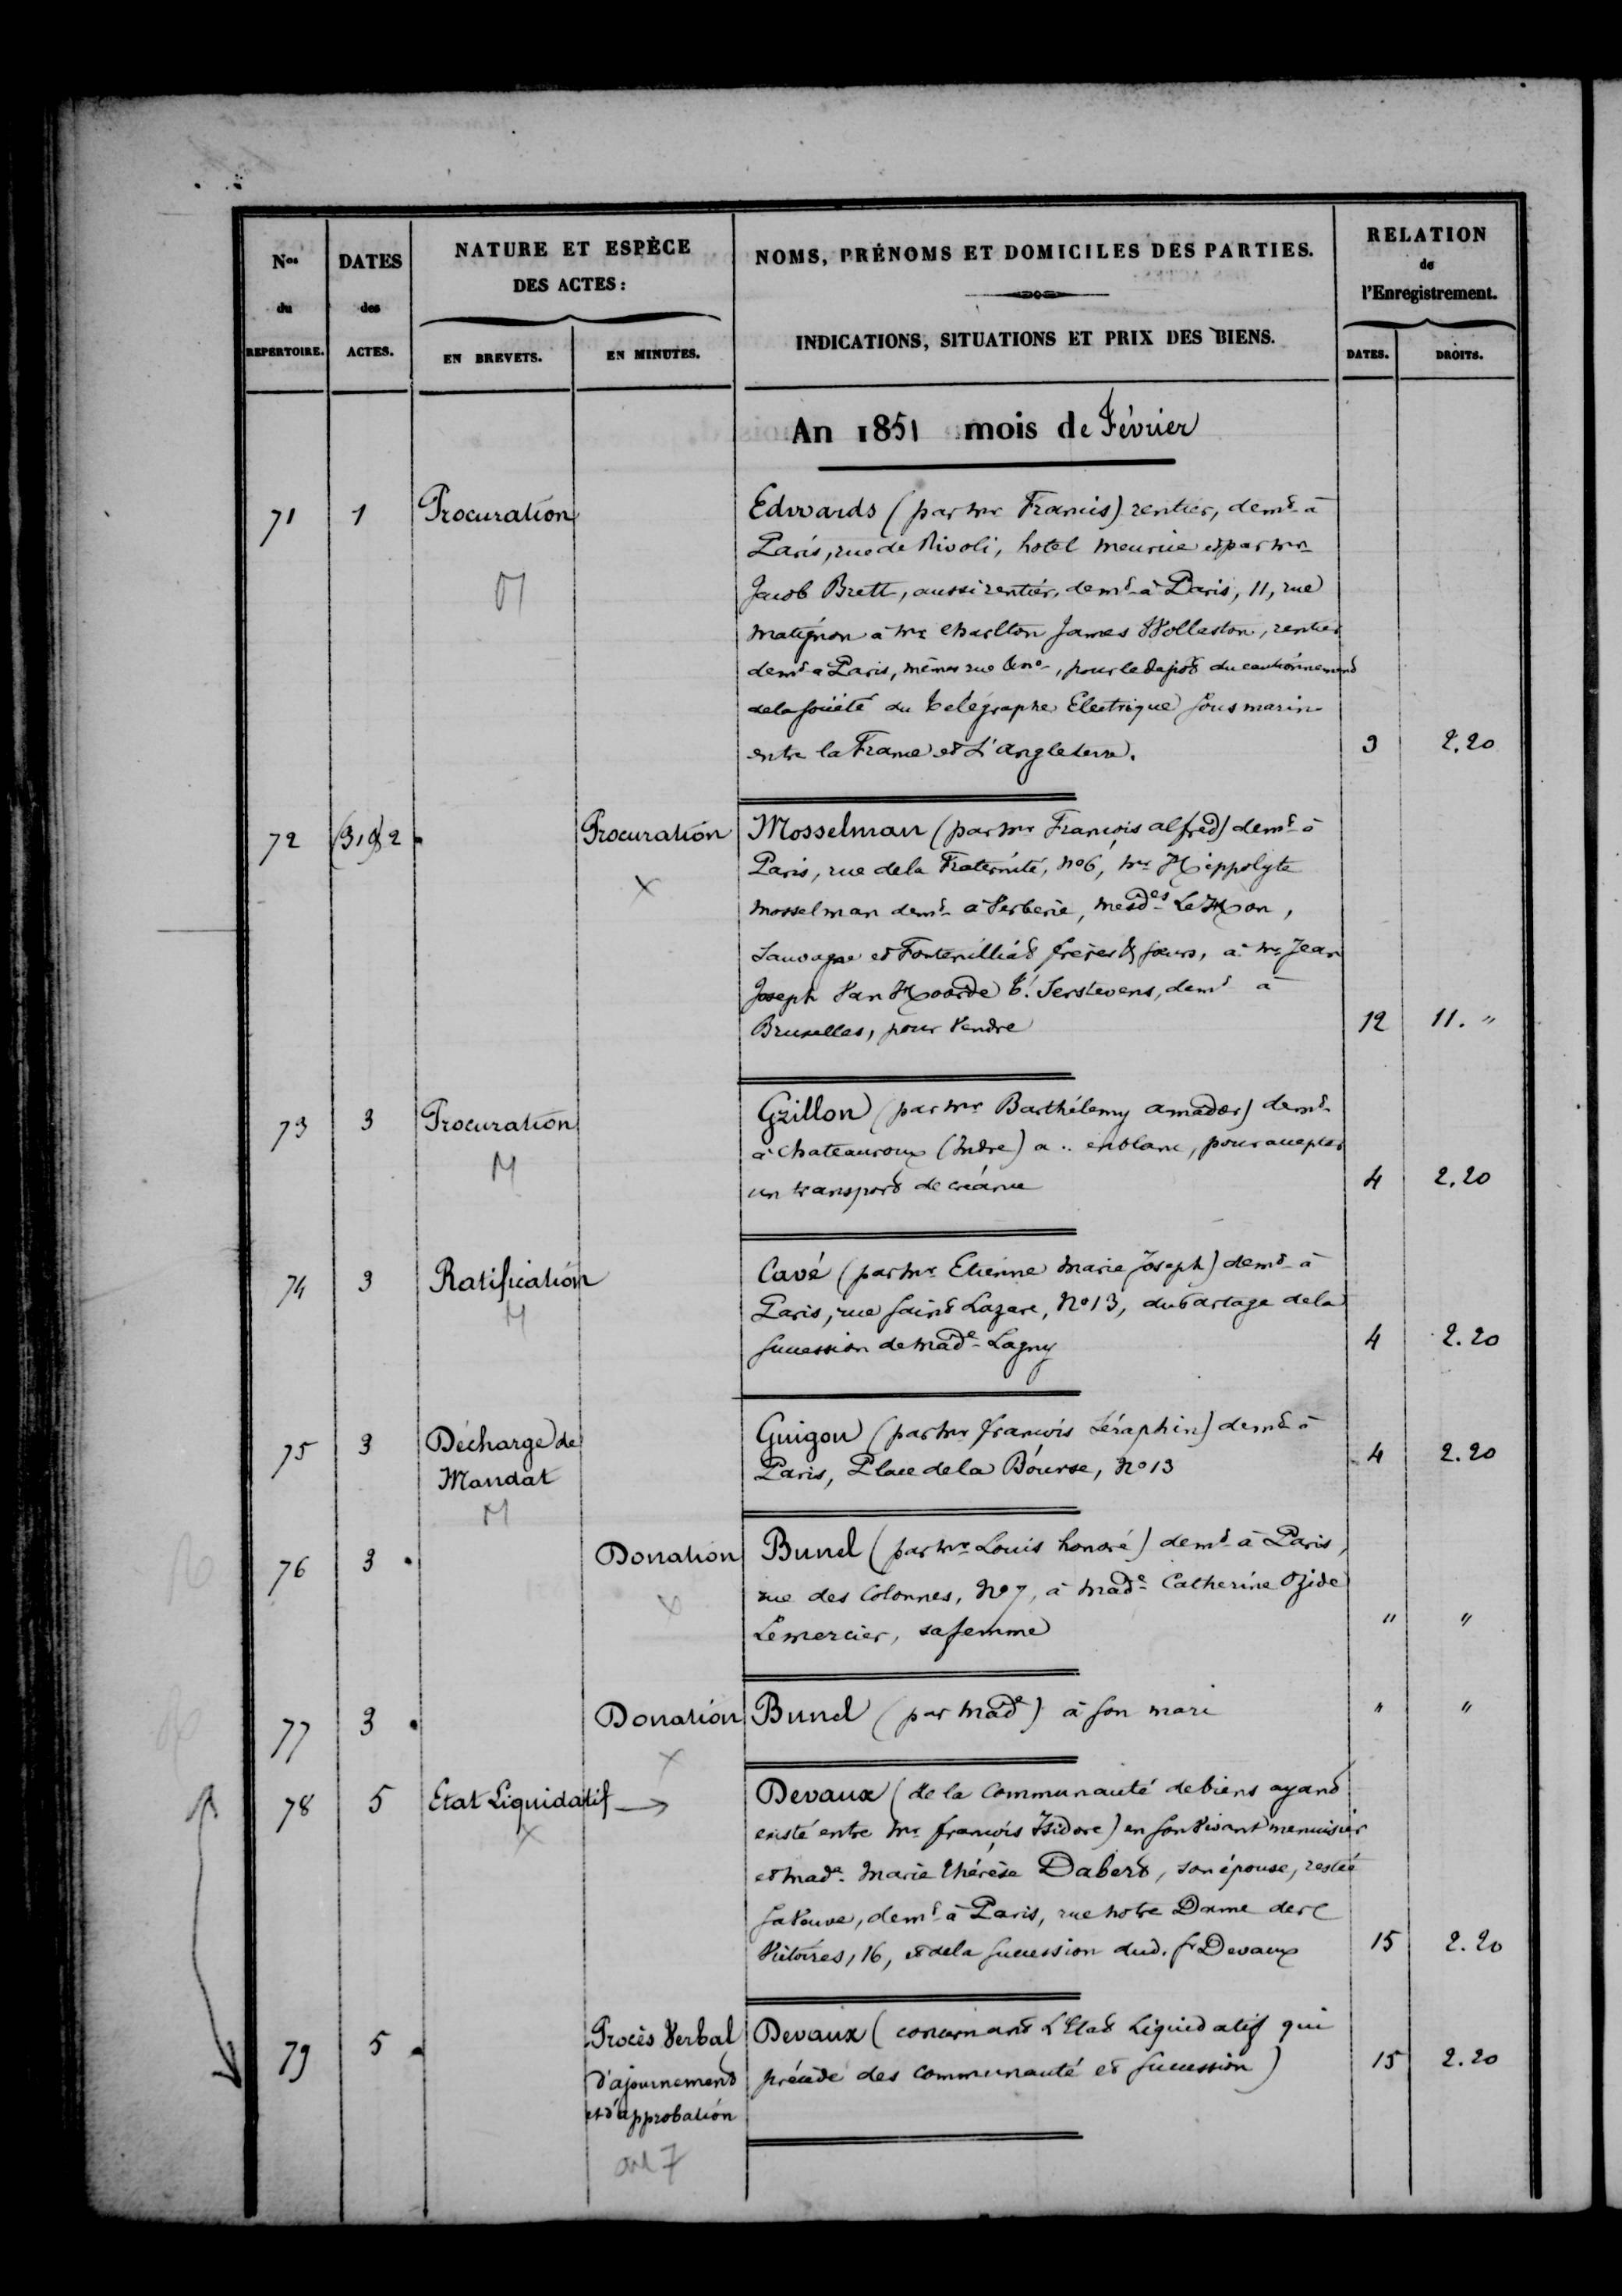 Nos du REPERTOIRE.
DATES des ACTES.
NATURE ET ESPÈCE
DES ACTES:
EN BREVETS.
EN MINUTES.
NOMS, PRÉNOMS ET DOMICILES DES PARTIES.
INDICATIONS, SITUATIONS ET PRIX DES BIENS.
RELATION
de
l'Enregistrement.
DATES.
DROITS.
An 1851 mois de Février
71 1 Procuration Edwards (par Mr Francis) rentier, demt à
Paris, rue de Rivoli, hotel Meurice et par Mr
M Jacob Brett, aussi rentier, demt à Paris, 11, rue
Matignon à Mr Charlton James Wollaston, rentier
demt à Paris, mêmes rue & no, pour le dépôt du cautionnement
de la société du télégraphe Electrique sous marin
entre la France et L'angleterre. 3 2.20
72 (31 &) 2 Procuration Mosselman (par Mr François alfred) demt à
x Paris, rue de la Fraternité, no 6, Mr Hippolyte
Mosselman demt à Verberie, Mesdes Le Hon,
Sauvage et Fontenilliat frères & sœurs, à Mr Jean
Joseph Van Hoorde t' Serstevens, demt à
Bruxelles, pour vendre 12 11. "
73 3 Procuration Grillon (par Mr Barthélemy amador) demt
M à Chateauroux (Indre) a .. en blanc, pour accepter
un transport de créance 4 2.20
74 3 Ratification Cavé (par Mr Etienne Marie Joseph) demt à
M Paris, rue saint Lazare, No 13, du partage de la
succession de Made Lagny 4 2.20
75 3 Décharge de Guigou (par Mr françois Séraphin) demt à
Mandat Paris, Place de la Bourse, No 13 4 2.20
M
76 3 Donation Bunel (par Mr Louis honoré) demt à Paris,
x rue des Colonnes, No 7, à Made Catherine Ozide
Lemercier, sa femme " "
77 3 Donation Bunel (par Made) à son mari " "
x
78 5 Etat Liquidatif Devaux (de la Communauté de biens ayant
x existé entre Mr françois Isidore) en son vivant menuisier
et Made Marie thérèse Dabert, son épouse, restée
sa veuve, demt à Paris, rue notre Dame des
Victoires, 16, et de la succession dud. Sr Devaux 15 2.20
79 5 Procès Verbal Devaux (concernant L'Etat Liquidatif qui
d'ajournement précède des communauté et succession) 15 2.20
et d'approbation